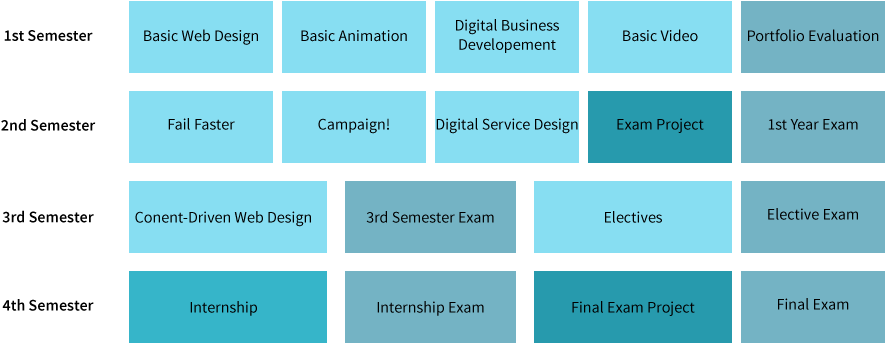 1st Semester
Basic Web Design
Basic Animation
Digital Business
Developement
Basic Video
Portfolio Evaluation
2nd Semester
Fail Faster
Campaign!
Digital Service Design
Exam Project
1st Year Exam
3rd Semester
Conent-Driven Web Design
3rd Semester Exam
Electives
Elective Exam
4th Semester
Internship
Internship Exam
Final Exam Project
Final Exam